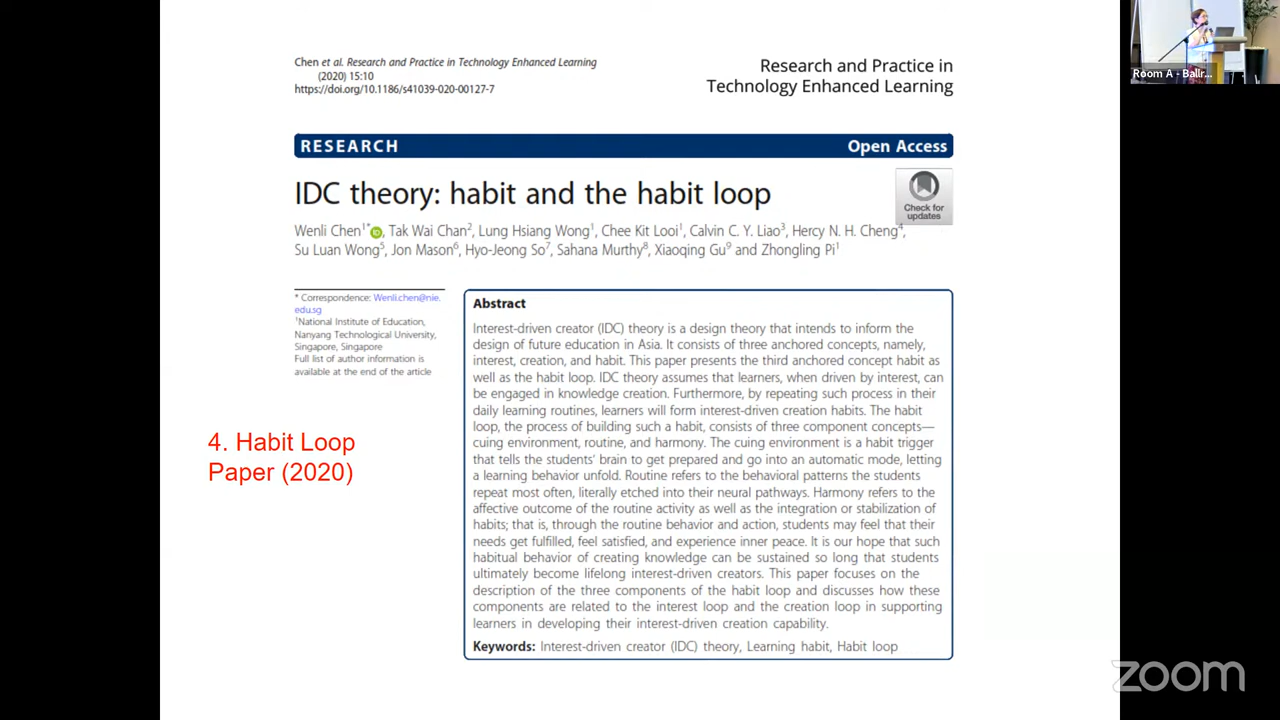 Chen et al. Research and Practice in Technology Enhanced Learning
(2020) 15:10
https://doi.org/10.1186/s41039-020-00127-7
Research and Practice in
Technology Enhanced Learning
RESEARCH
Open Access
IDC theory: habit and the habit loop
Check for
updates
Wenli Chen1*, Tak Wai Chan2, Lung Hsiang Wong1, Chee Kit Looi1, Calvin C. Y. Liao3, Hercy N. H. Cheng4,
Su Luan Wong5, Jon Mason6, Hyo-Jeong So7, Sahana Murthy8, Xiaoqing Gu9 and Zhongling Pi1
* Correspondence: Wenli.chen@nie.
edu.sg
1National Institute of Education,
Nanyang Technological University,
Singapore, Singapore
Full list of author information is
available at the end of the article
4. Habit Loop
Paper (2020)
Abstract
Interest-driven creator (IDC) theory is a design theory that intends to inform the
design of future education in Asia. It consists of three anchored concepts, namely,
interest, creation, and habit. This paper presents the third anchored concept habit as
well as the habit loop. IDC theory assumes that learners, when driven by interest, can
be engaged in knowledge creation. Furthermore, by repeating such process in their
daily learning routines, learners will form interest-driven creation habits. The habit
loop, the process of building such a habit, consists of three component concepts—
cuing environment, routine, and harmony. The cuing environment is a habit trigger
that tells the students' brain to get prepared and go into an automatic mode, letting
a learning behavior unfold. Routine refers to the behavioral patterns the students
repeat most often, literally etched into their neural pathways. Harmony refers to the
affective outcome of the routine activity as well as the integration or stabilization of
habits; that is, through the routine behavior and action, students may feel that their
needs get fulfilled, feel satisfied, and experience inner peace. It is our hope that such
habitual behavior of creating knowledge can be sustained so long that students
ultimately become lifelong interest-driven creators. This paper focuses on the
description of the three components of the habit loop and discusses how these
components are related to the interest loop and the creation loop in supporting
learners in developing their interest-driven creation capability.
Keywords: Interest-driven creator (IDC) theory, Learning habit, Habit loop
Room A - Ballr...
zoom